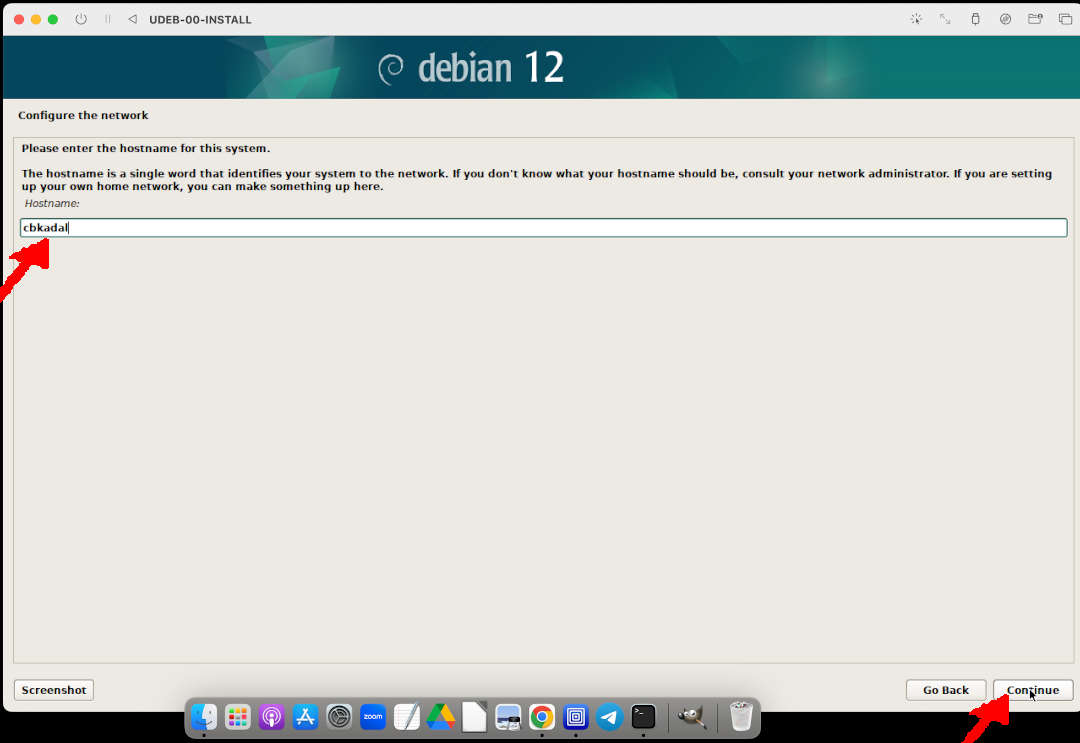 UDEB-00-INSTALL
debian 12
Configure the network
Please enter the hostname for this system.
The hostname is a single word that identifies your system to the network. If you don't know what your hostname should be, consult your network administrator. If you are setting
up your own home network, you can make something up here.
Hostname:
cbkadal
Screenshot
Go Back
Continue
zoom
>_